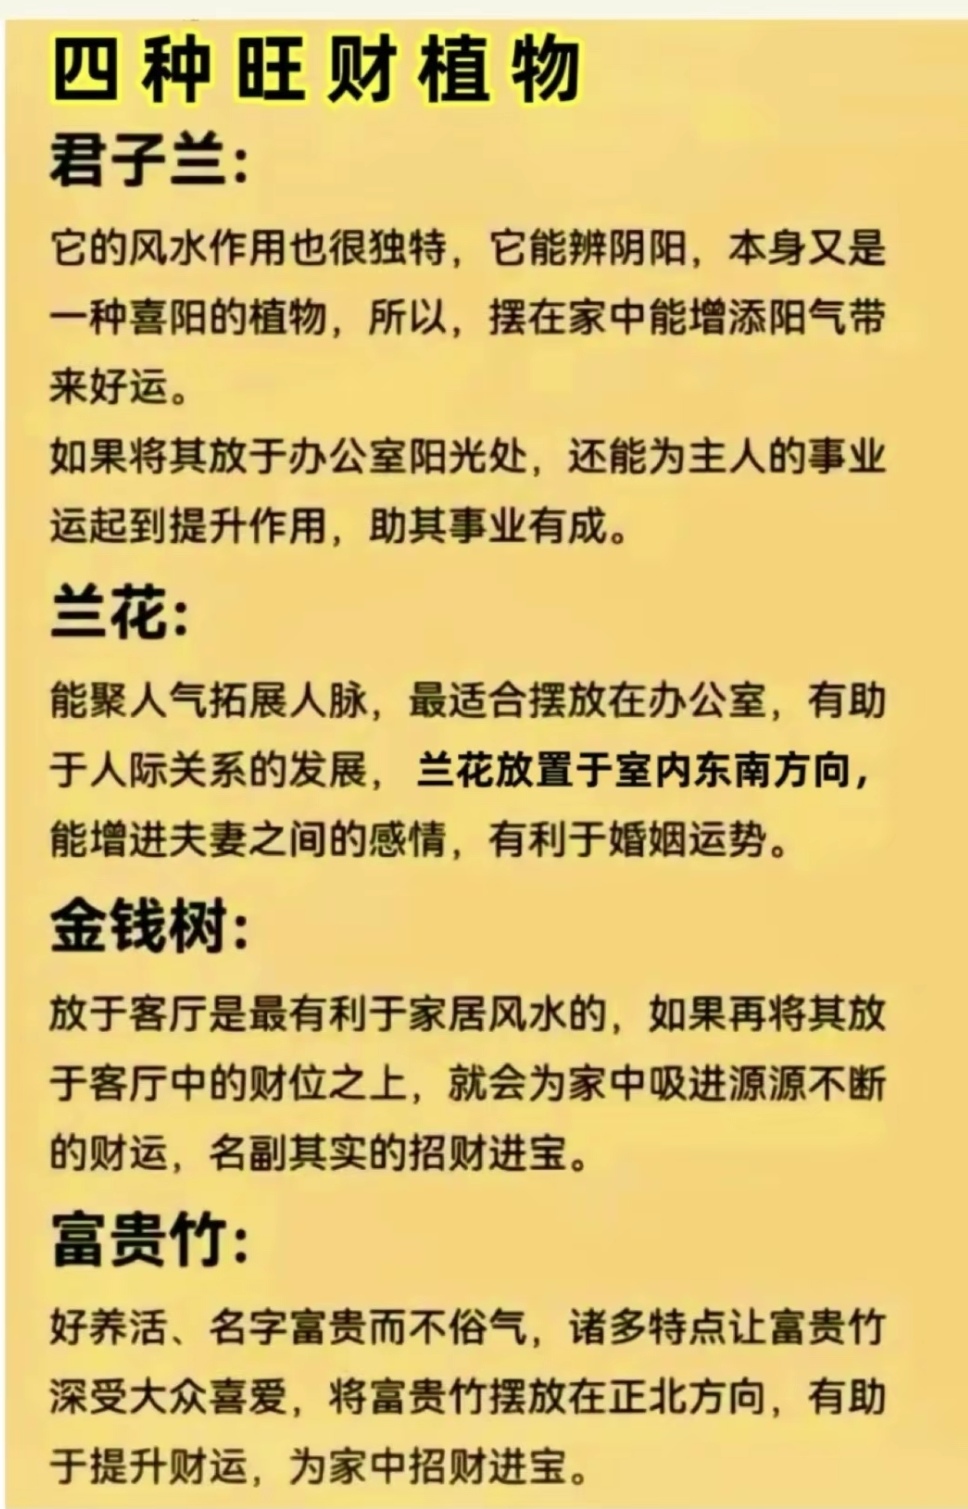 四种旺财植物
君子兰:
它的风水作用也很独特，它能辨阴阳，本身又是
一种喜阳的植物，所以，摆在家中能增添阳气带
来好运。
如果将其放于办公室阳光处，还能为主人的事业
运起到提升作用，助其事业有成。
兰花:
能聚人气拓展人脉，最适合摆放在办公室，有助
于人际关系的发展，兰花放置于室内东南方向，
能增进夫妻之间的感情，有利于婚姻运势。
金钱树:
放于客厅是最有利于家居风水的，如果再将其放
于客厅中的财位之上，就会为家中吸进源源不断
的财运，名副其实的招财进宝。
富贵竹:
好养活、名字富贵而不俗气，诸多特点让富贵竹
深受大众喜爱，将富贵竹摆放在正北方向，有助
于提升财运，为家中招财进宝。